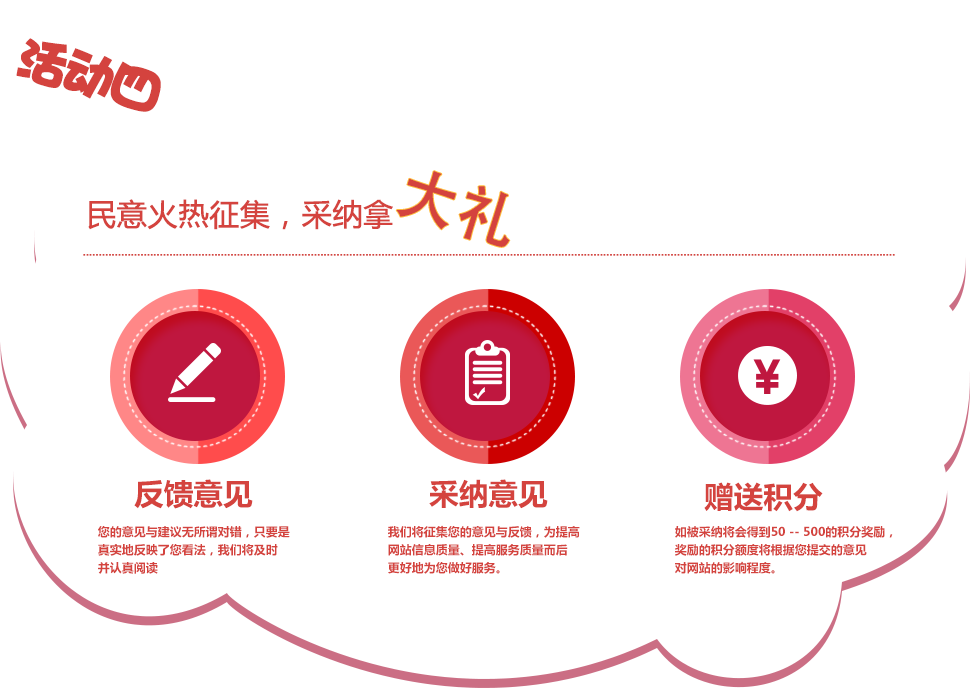 活动四
民意火热征集，采纳拿大礼
¥
反馈意见
您的意见与建议无所谓对错，只要是
真实地反映了您看法，我们将及时
并认真阅读
采纳意见
我们将征集您的意见与反馈，为提高
网站信息质量、提高服务质量而后
更好地为您做好服务。
赠送积分
如被采纳将会得到50 -- 500的积分奖励，
奖励的积分额度将根据您提交的意见
对网站的影响程度。